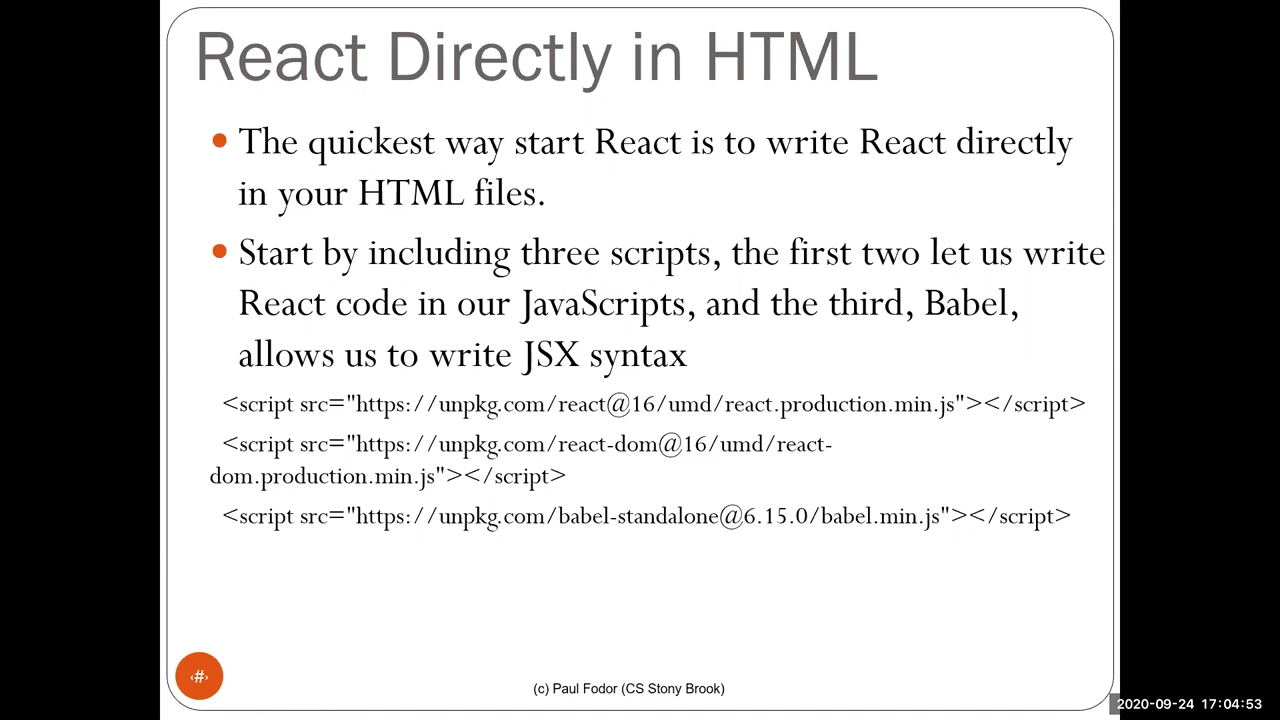 React Directly in HTML
The quickest way start React is to write React directly
in your HTML files.
Start by including three scripts, the first two let us write
React code in our JavaScripts, and the third, Babel,
allows us to write JSX syntax
<script src="https://unpkg.com/react@16/umd/react.production.min.js"></script>
<script src="https://unpkg.com/react-dom@16/umd/react-
dom.production.min.js"></script>
<script src="https://unpkg.com/babel-standalone@6.15.0/babel.min.js"></script>
‹#›
(c) Paul Fodor (CS Stony Brook)
2020-09-24 17:04:53